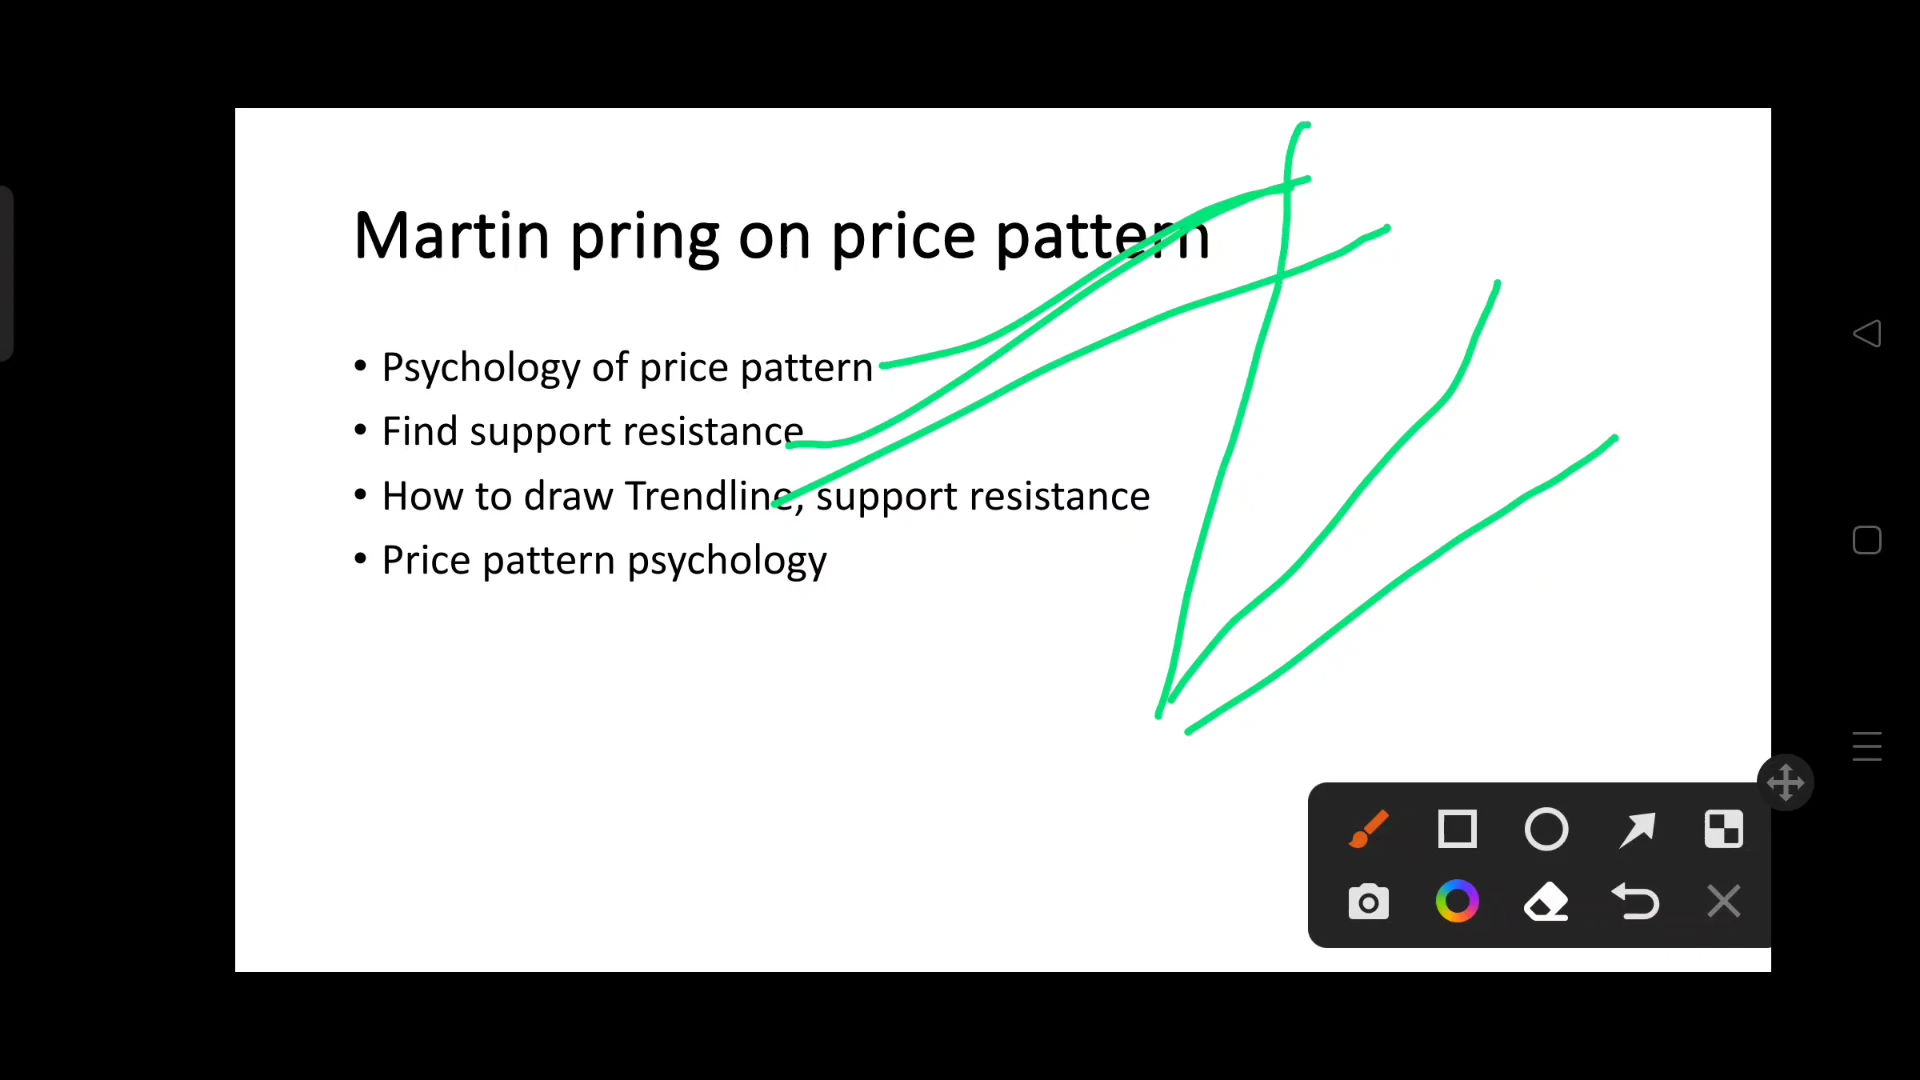 Martin pring on price pattern
• Psychology of price pattern
• Find support resistance
• How to draw Trendline, support resistance
• Price pattern psychology